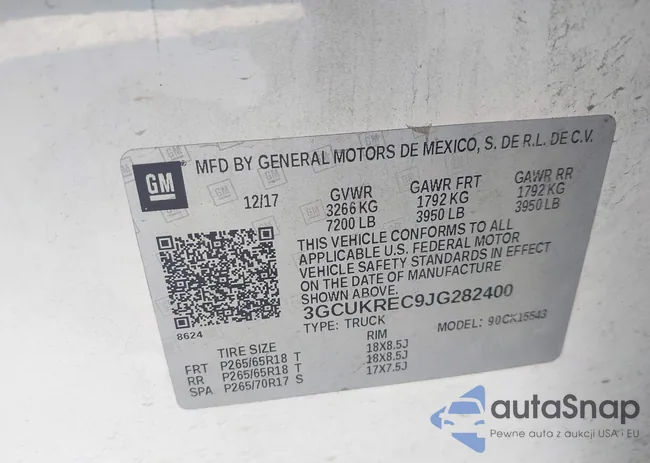 GM
MFD BY GENERAL MOTORS DE MEXICO, S. DE R.L. DE C.V.
12/17 GVWR GAWR FRT GAWR RR
3266 KG 1792 KG 1792 KG
7200 LB 3950 LB 3950 LB
THIS VEHICLE CONFORMS TO ALL
APPLICABLE U.S. FEDERAL MOTOR
VEHICLE SAFETY STANDARDS IN EFFECT
ON THE DATE OF MANUFACTURE
SHOWN ABOVE.
3GCUKREC9JG282400
8624
TYPE: TRUCK MODEL: 90CK15543
TIRE SIZE RIM
FRT P265/65R18 T 18X8.5J
RR P265/65R18 T 18X8.5J
SPA P265/70R17 S 17X7.5J
autaSnap
Pewne auta z aukcji USA i EU